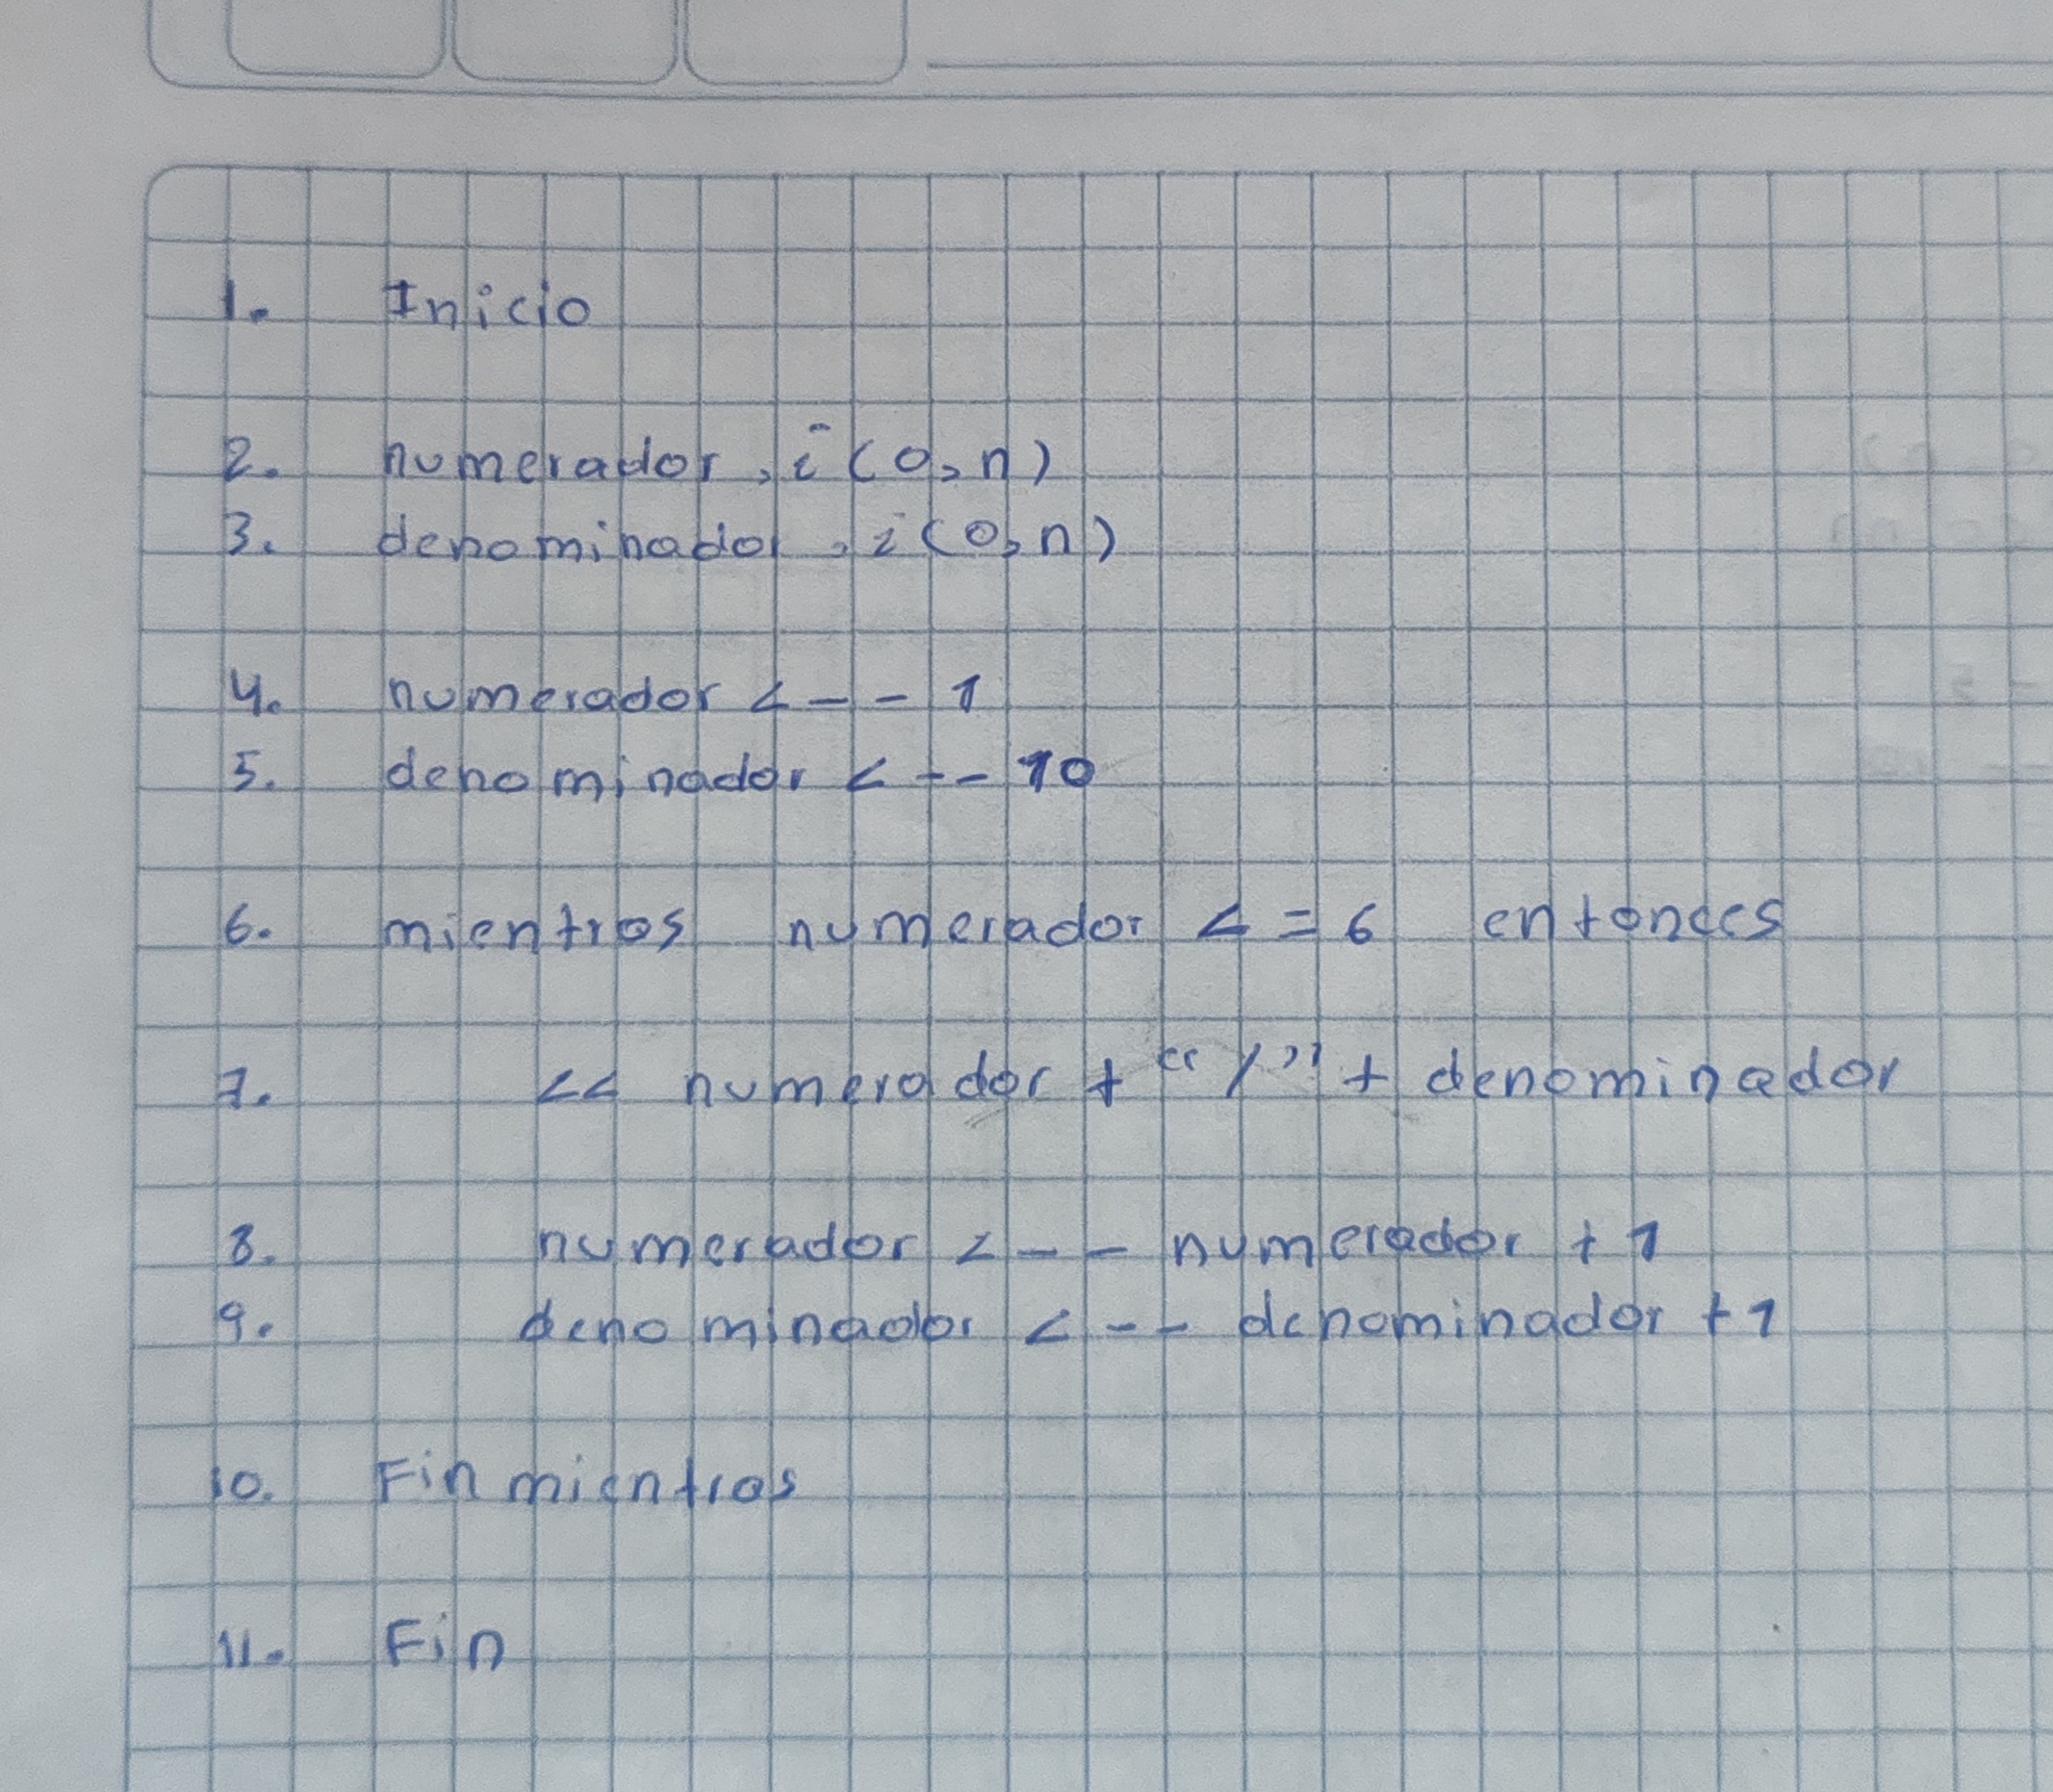 1. Inicio
2. numerador, i (0, n)
3. denominador, i (0, n)
4. numerador <-- 1
5. denominador <-- 10
6. mientras numerador <= 6 entonces
7. << numerador + "/" + denominador
8. numerador <-- numerador + 1
9. denominador <-- denominador + 1
10. Fin mientras
11. Fin